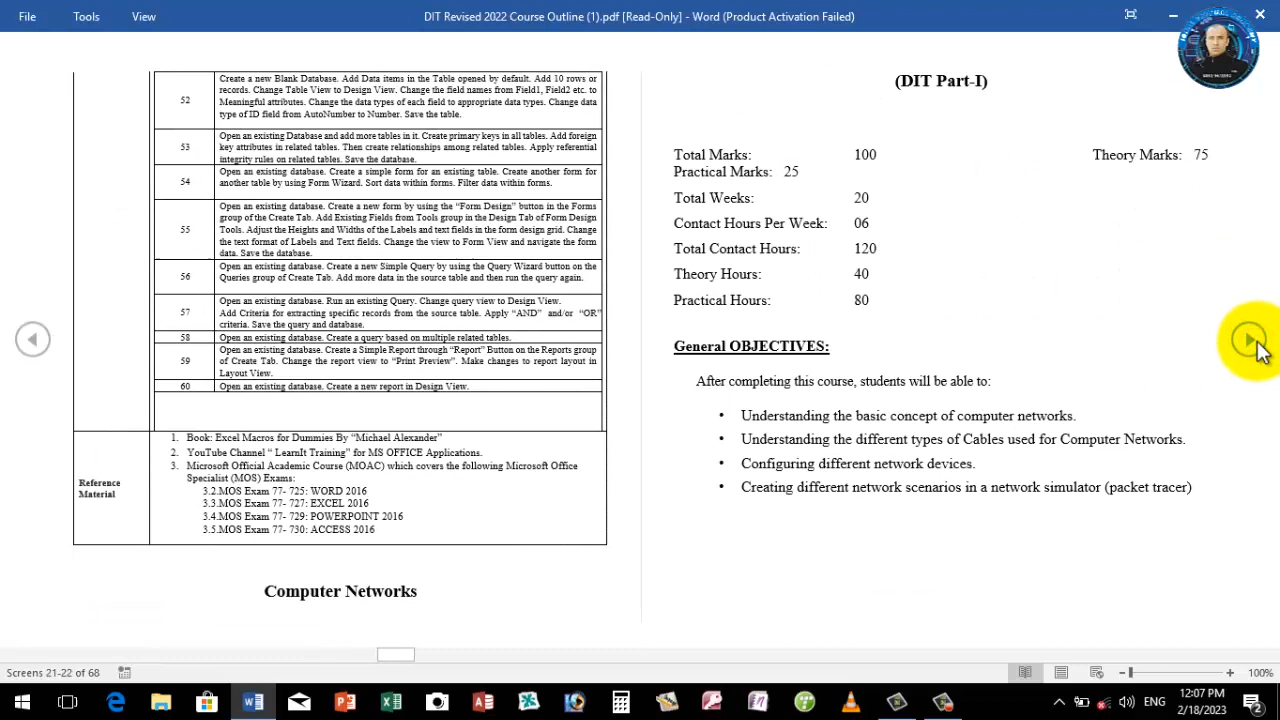 File Tools View DIT Revised 2022 Course Outline (1).pdf [Read-Only] - Word (Product Activation Failed)
52
Create a new Blank Database. Add Data items in the Table opened by default. Add 10 rows or
records. Change Table View to Design View. Change the field names from Field1, Field2 etc. to
Meaningful attributes. Change the data types of each field to appropriate data types. Change data
type of ID field from AutoNumber to Number. Save the table.
53
Open an existing Database and add more tables in it. Create primary keys in all tables. Add foreign
key attributes in related tables. Then create relationships among related tables. Apply referential
integrity rules on related tables. Save the database.
54
Open an existing database. Create a simple form for an existing table. Create another form for
another table by using Form Wizard. Sort data within forms. Filter data within forms.
55
Open an existing database. Create a new form by using the “Form Design” button in the Forms
group of the Create Tab. Add Existing Fields from Tools group in the Design Tab of Form Design
Tools. Adjust the Heights and Widths of the Labels and text fields in the form design grid. Change
the text format of Labels and Text fields. Change the view to Form View and navigate the form
data. Save the database.
56
Open an existing database. Create a new Simple Query by using the Query Wizard button on the
Queries group of Create Tab. Add more data in the source table and then run the query again.
57
Open an existing database. Run an existing Query. Change query view to Design View.
Add Criteria for extracting specific records from the source table. Apply “AND” and/or “OR”
criteria. Save the query and database.
58 Open an existing database. Create a query based on multiple related tables.
59
Open an existing database. Create a Simple Report through “Report” Button on the Reports group
of Create Tab. Change the report view to “Print Preview”. Make changes to report layout in
Layout View.
60 Open an existing database. Create a new report in Design View.
Reference
Material
1. Book: Excel Macros for Dummies By “Michael Alexander”
2. YouTube Channel “ LearnIt Training” for MS OFFICE Applications.
3. Microsoft Official Academic Course (MOAC) which covers the following Microsoft Office
Specialist (MOS) Exams:
3.2.MOS Exam 77- 725: WORD 2016
3.3.MOS Exam 77- 727: EXCEL 2016
3.4.MOS Exam 77- 729: POWERPOINT 2016
3.5.MOS Exam 77- 730: ACCESS 2016
Computer Networks
(DIT Part-I)
Total Marks: 100 Theory Marks: 75
Practical Marks: 25
Total Weeks: 20
Contact Hours Per Week: 06
Total Contact Hours: 120
Theory Hours: 40
Practical Hours: 80
General OBJECTIVES:
After completing this course, students will be able to:
• Understanding the basic concept of computer networks.
• Understanding the different types of Cables used for Computer Networks.
• Configuring different network devices.
• Creating different network scenarios in a network simulator (packet tracer)
Screens 21-22 of 68 100%
ENG 12:07 PM
2/18/2023 2